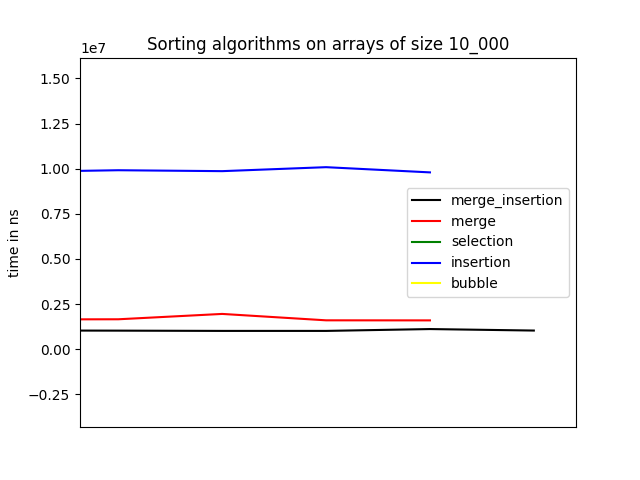 Sorting algorithms on arrays of size 10_000
1e7
1.50
1.25
1.00
0.75
0.50
0.25
0.00
−0.25
time in ns
merge_insertion
merge
selection
insertion
bubble